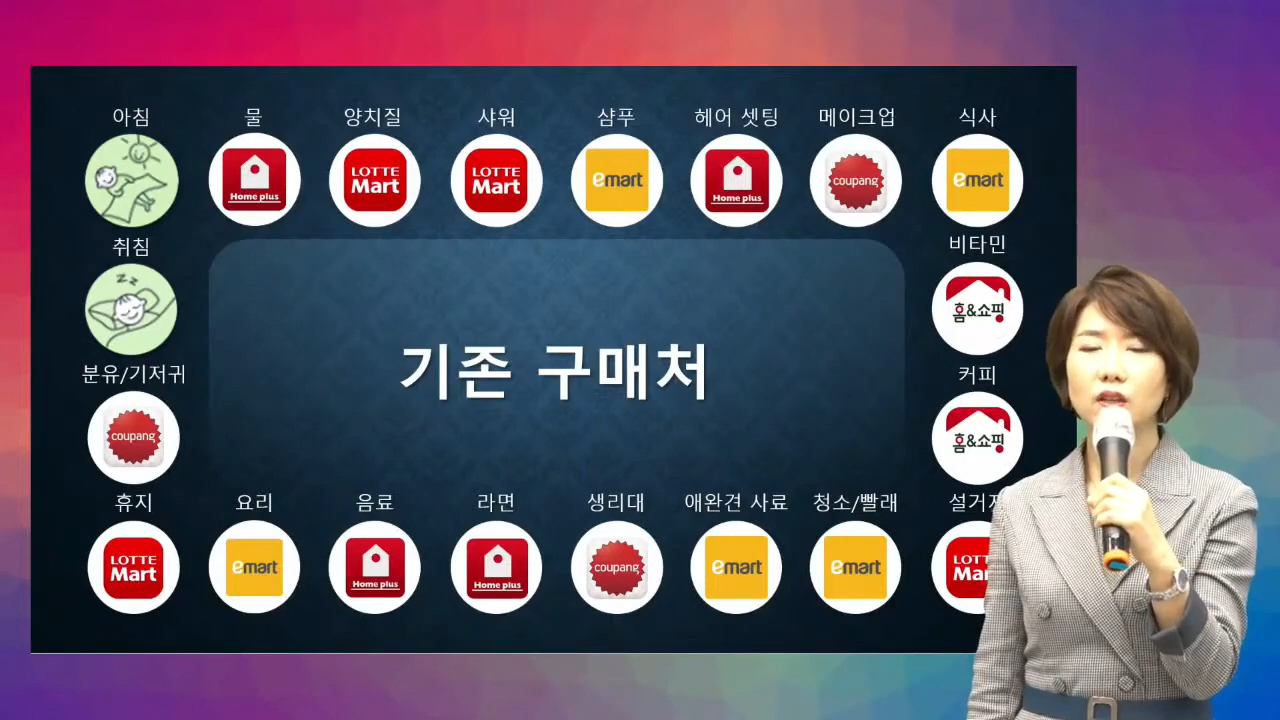 아침 물 양치질 샤워 샴푸 헤어 셋팅 메이크업 식사
Home plus LOTTE Mart LOTTE Mart emart Home plus coupang emart
취침 비타민
zz 홈&쇼핑
기존 구매처
분유/기저귀 커피
coupang 홈&쇼핑
휴지 요리 음료 라면 생리대 애완견 사료 청소/빨래
LOTTE Mart emart Home plus Home plus coupang emart emart LOTTE